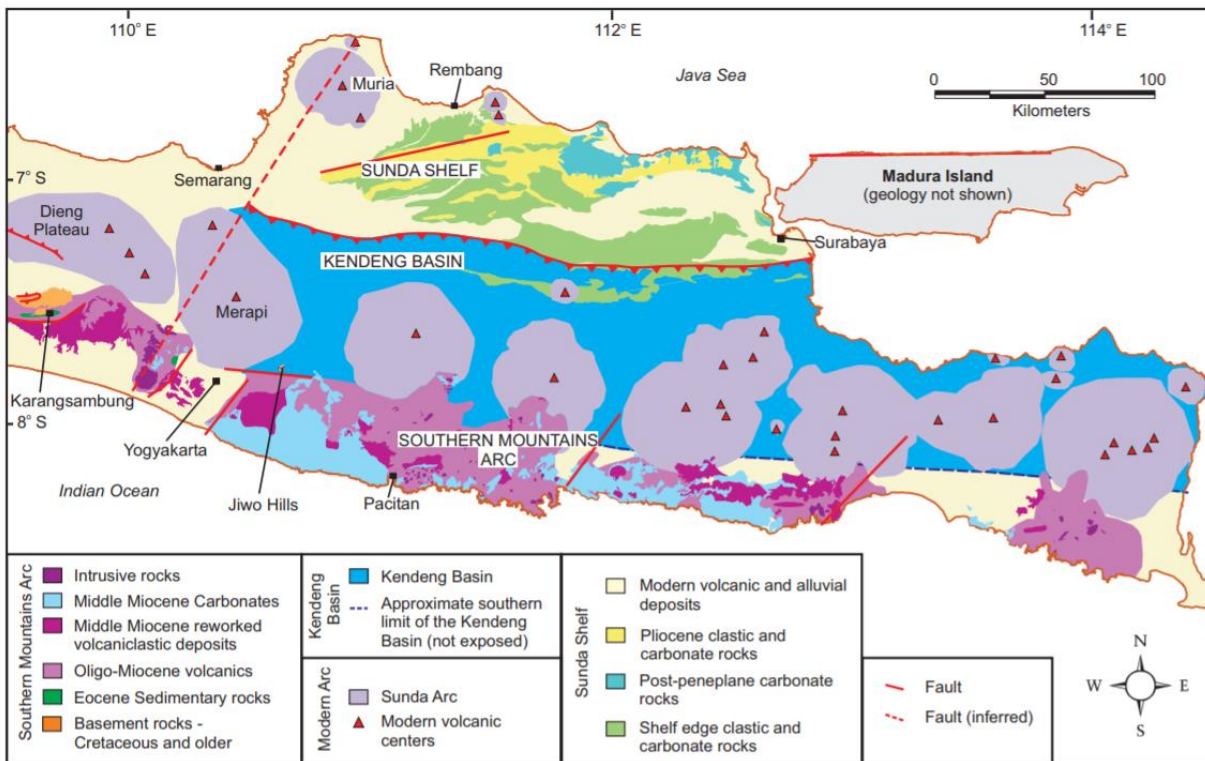 110° E
112° E
114° E
Muria
Rembang
Java Sea
0
50
100
Kilometers
SUNDA SHELF
Semarang
7° S
Madura Island
(geology not shown)
Dieng
Plateau
Surabaya
KENDENG BASIN
Merapi
Karangsambung
8° S
Yogyakarta
SOUTHERN MOUNTAINS
ARC
Indian Ocean
Jiwo Hills
Pacitan
Southern Mountains Arc
Intrusive rocks
Middle Miocene Carbonates
Middle Miocene reworked
volcaniclastic deposits
Oligo-Miocene volcanics
Eocene Sedimentary rocks
Basement rocks -
Cretaceous and older
Kendeng
Basin
Kendeng Basin
Approximate southern
limit of the Kendeng
Basin (not exposed)
Modern Arc
Sunda Arc
Modern volcanic
centers
Sunda Shelf
Modern volcanic and alluvial
deposits
Pliocene clastic and
carbonate rocks
Post-peneplane carbonate
rocks
Shelf edge clastic and
carbonate rocks
Fault
Fault (inferred)
N
W
E
S